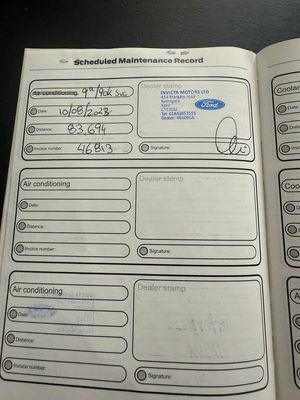 Scheduled Maintenance Record
Air conditioning 9th/90k SVC
Date: 10/08/2023
Distance: 83,694
Invoice number: 46813
Dealer stamp
INVICTA MOTORS LTD
Ramsgate
Kent
Ford
Signature:
Air conditioning
Date:
Distance:
Invoice number:
Dealer stamp
Signature:
Air conditioning
Date:
Distance:
Invoice number:
Dealer stamp
Signature:
Coolan